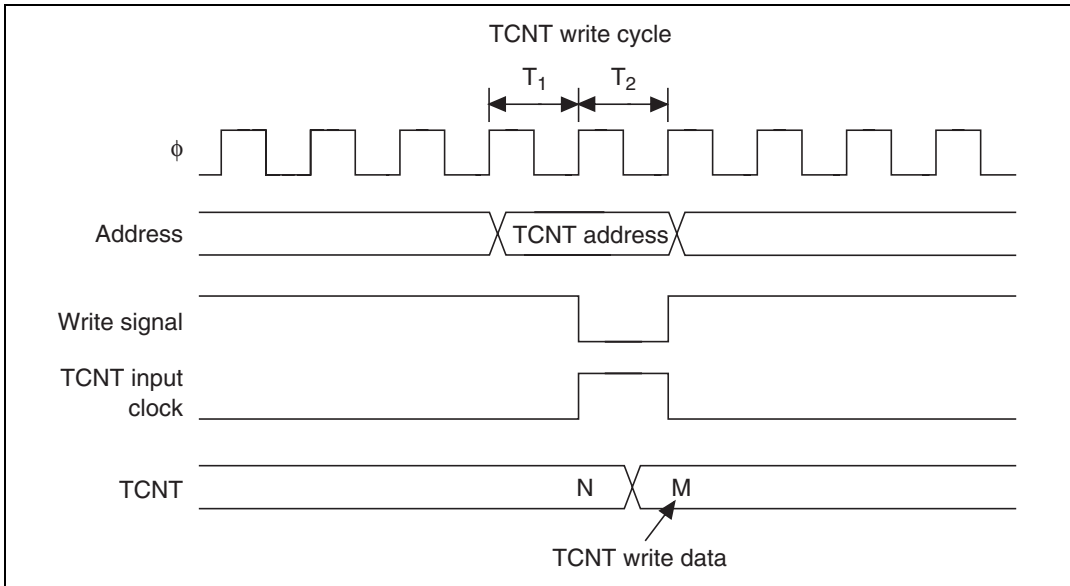 TCNT write cycle
T1 T2
ϕ
Address
TCNT address
Write signal
TCNT input
clock
TCNT
N M
TCNT write data